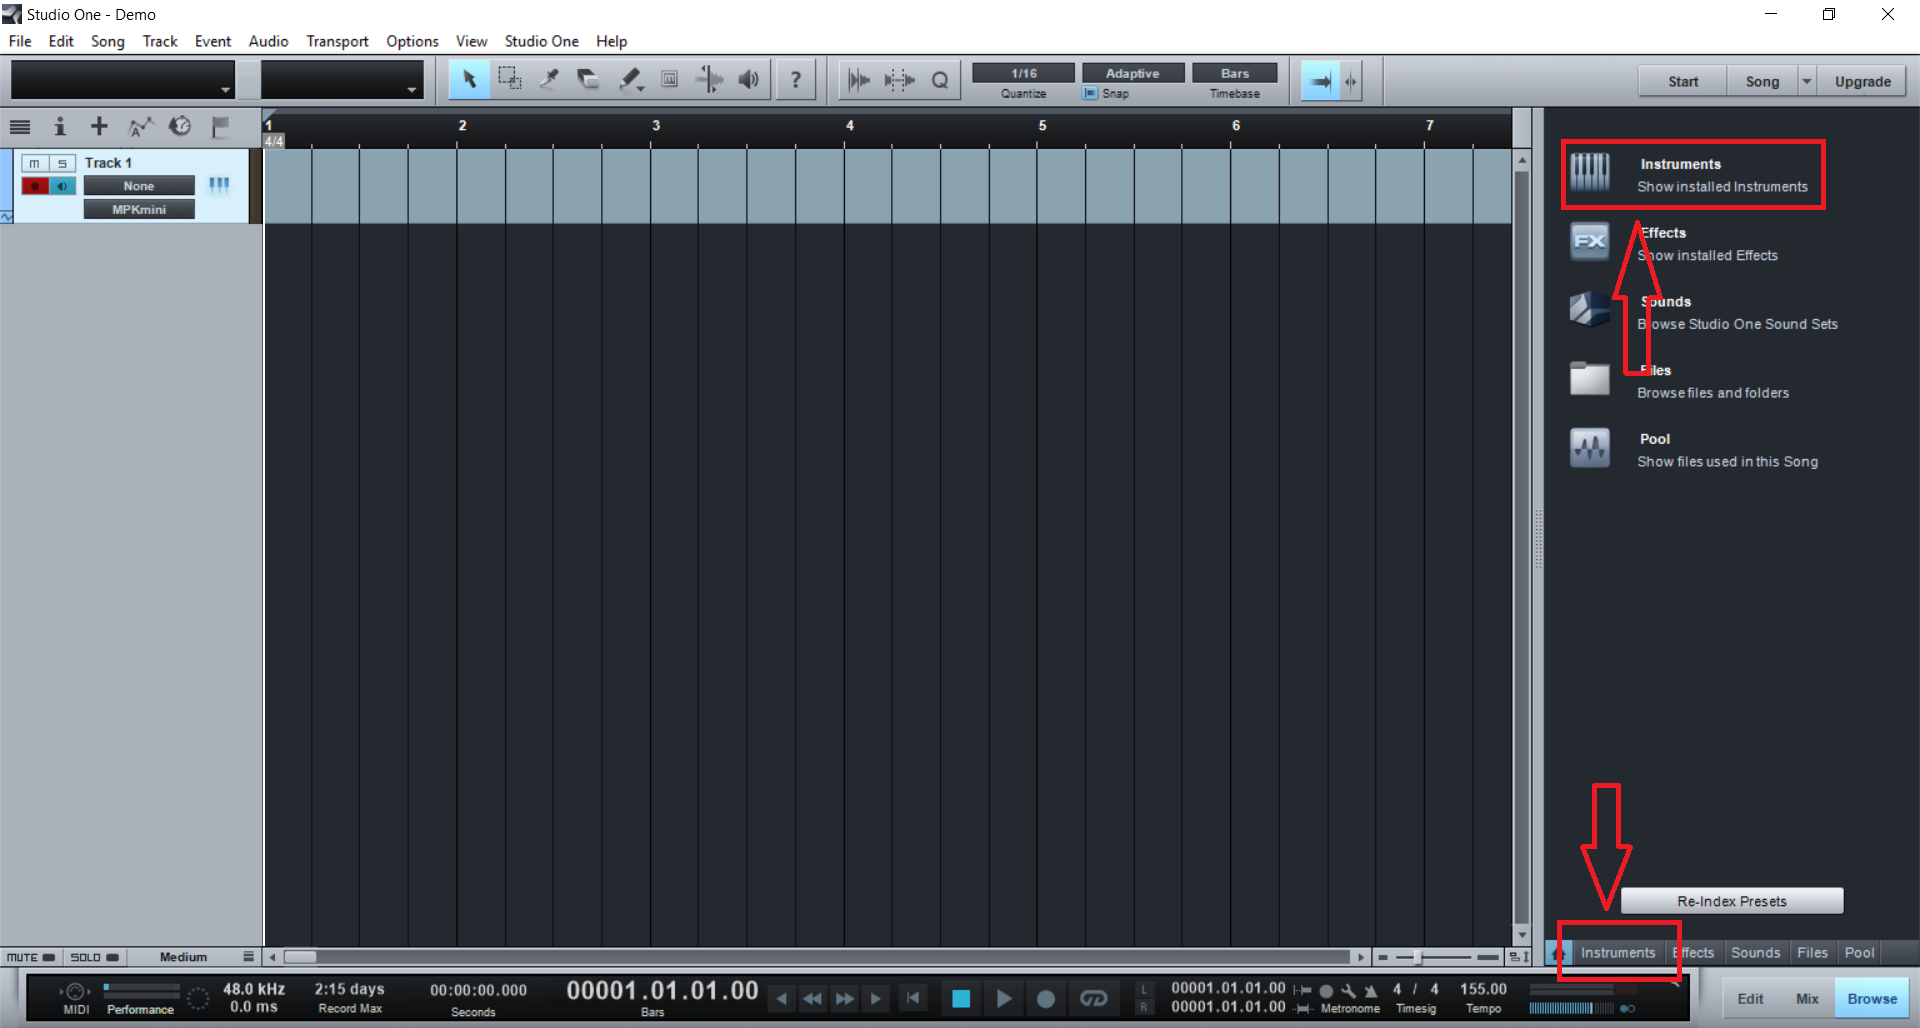 Studio One - Demo
File Edit Song Track Event Audio Transport Options View Studio One Help
? Q 1/16 Adaptive Bars Start Song Upgrade
Quantize Snap Timebase
1 2 3 4 5 6 7
4/4
m s Track 1
None
MPKmini
Instruments
Show installed Instruments
FX Effects
Show installed Effects
Sounds
Browse Studio One Sound Sets
Files
Browse files and folders
Pool
Show files used in this Song
Re-Index Presets
Instruments Effects Sounds Files Pool
MUTE SOLO Medium
MIDI Performance
48.0 kHz
0.0 ms
2:15 days
Record Max
00:00:00.000
Seconds
00001.01.01.00
Bars
L 00001.01.01.00
R 00001.01.01.00
Metronome
4 / 4
Timesig
155.00
Tempo
Edit Mix Browse